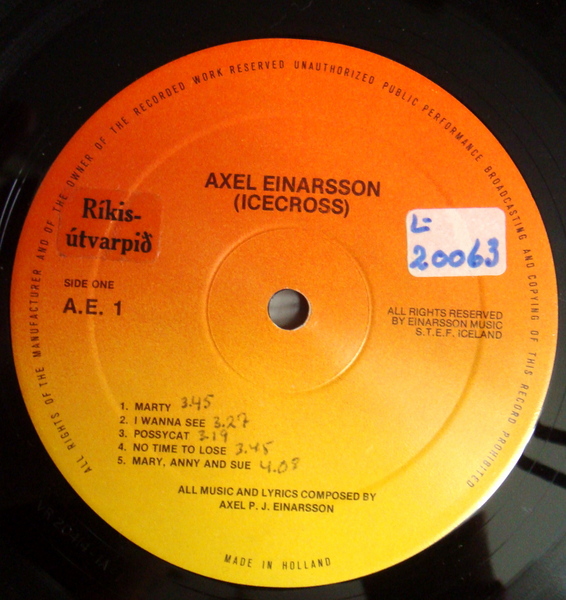 ALL RIGHTS OF THE MANUFACTURER AND OF THE OWNER OF THE RECORDED WORK RESERVED UNAUTHORIZED PUBLIC PERFORMANCE BROADCASTING AND COPYING OF THIS RECORD PROHIBITED
AXEL EINARSSON
(ICECROSS)
Ríkis-
útvarpið
L-
20063
SIDE ONE
A.E. 1
ALL RIGHTS RESERVED
BY EINARSSON MUSIC
S.T.E.F. ICELAND
1. MARTY 3.45
2. I WANNA SEE 3.27
3. POSSYCAT 3.19
4. NO TIME TO LOSE 3.45
5. MARY, ANNY AND SUE 4.03
ALL MUSIC AND LYRICS COMPOSED BY
AXEL P. J. EINARSSON
MADE IN HOLLAND